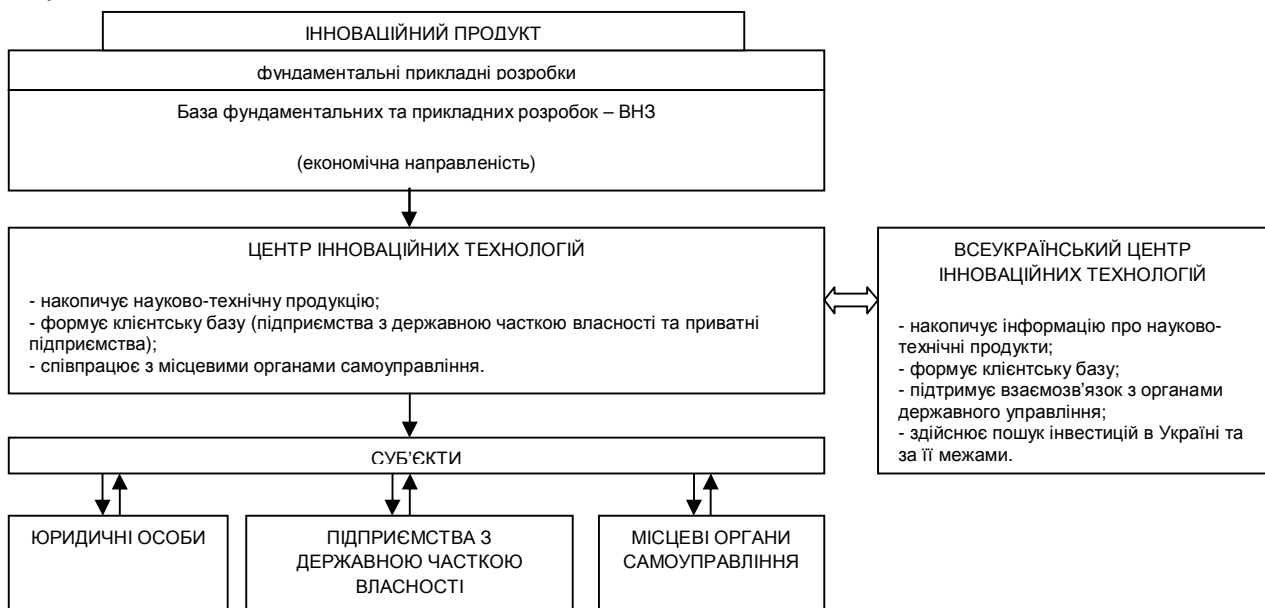 ІННОВАЦІЙНИЙ ПРОДУКТ
фундаментальні прикладні розробки
База фундаментальних та прикладних розробок – ВНЗ
(економічна направленість)
ЦЕНТР ІННОВАЦІЙНИХ ТЕХНОЛОГІЙ
- накопичує науково-технічну продукцію;
- формує клієнтську базу (підприємства з державною часткою власності та приватні
підприємства);
- співпрацює з місцевими органами самоуправління.
ВСЕУКРАЇНСЬКИЙ ЦЕНТР
ІННОВАЦІЙНИХ ТЕХНОЛОГІЙ
- накопичує інформацію про науково-
технічні продукти;
- формує клієнтську базу;
- підтримує взаємозв'язок з органами
державного управління;
- здійснює пошук інвестицій в Україні та
за її межами.
СУБ'ЄКТИ
ЮРИДИЧНІ ОСОБИ
ПІДПРИЄМСТВА З
ДЕРЖАВНОЮ ЧАСТКОЮ
ВЛАСНОСТІ
МІСЦЕВІ ОРГАНИ
САМОУПРАВЛІННЯ